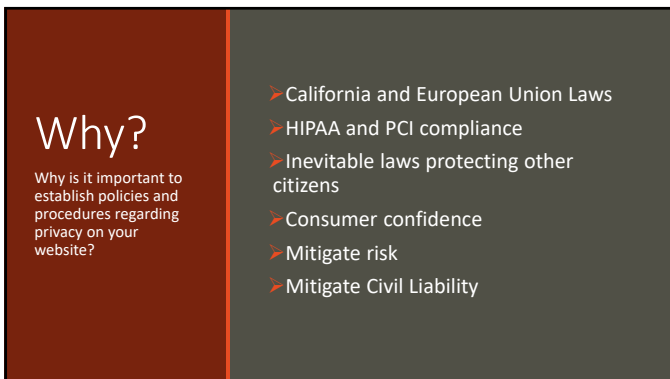 Why?
Why is it important to
establish policies and
procedures regarding
privacy on your
website?
➢California and European Union Laws
➢HIPAA and PCI compliance
➢Inevitable laws protecting other
citizens
➢Consumer confidence
➢Mitigate risk
➢Mitigate Civil Liability